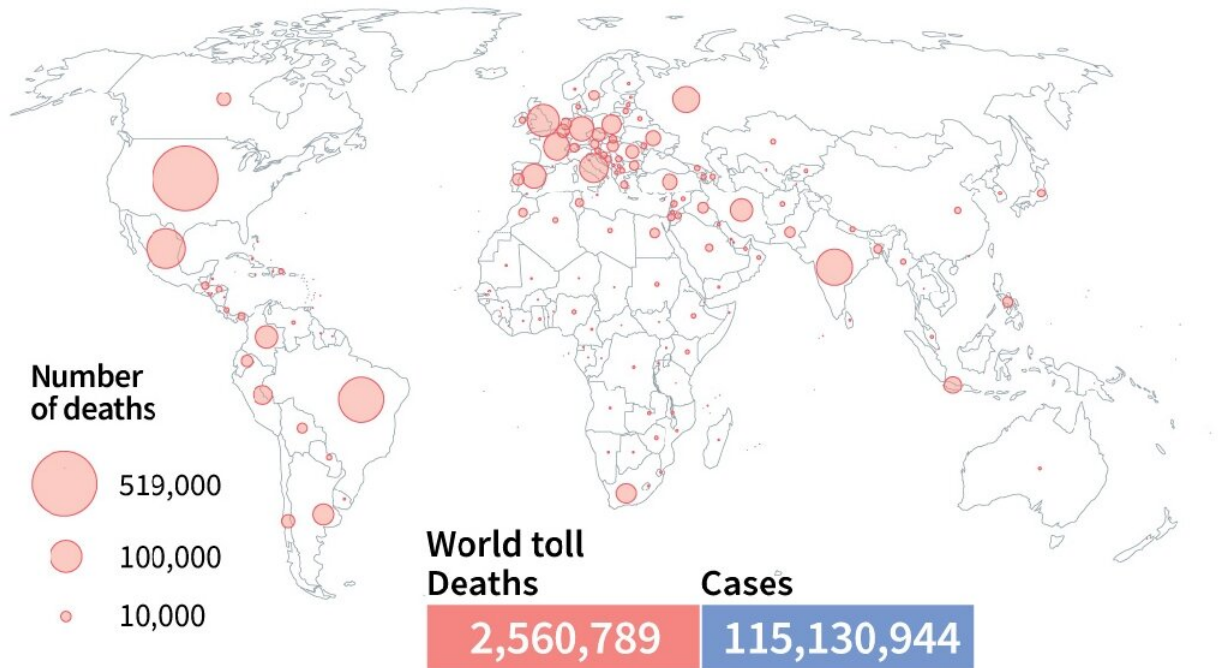 Number
of deaths
519,000
100,000
10,000
World toll
Deaths
Cases
2,560,789
115,130,944